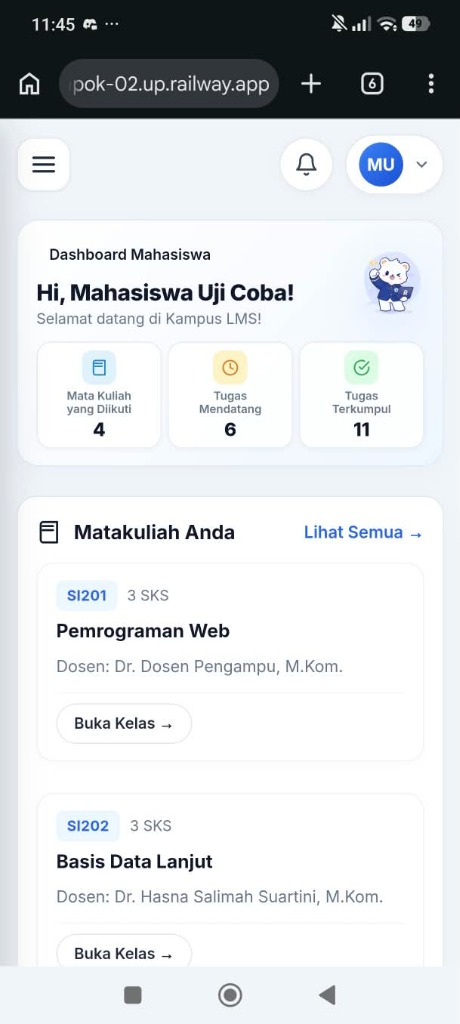 11:45
49
pok-02.up.railway.app
6
MU
Dashboard Mahasiswa
Hi, Mahasiswa Uji Coba!
Selamat datang di Kampus LMS!
Mata Kuliah
yang Diikuti
4
Tugas
Mendatang
6
Tugas
Terkumpul
11
Matakuliah Anda
Lihat Semua →
SI201 3 SKS
Pemrograman Web
Dosen: Dr. Dosen Pengampu, M.Kom.
Buka Kelas →
SI202 3 SKS
Basis Data Lanjut
Dosen: Dr. Hasna Salimah Suartini, M.Kom.
Buka Kelas →